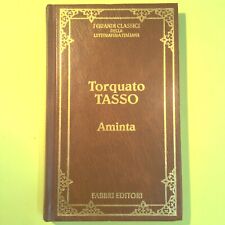 I GRANDI CLASSICI
DELLA
LETTERATURA ITALIANA
Torquato
TASSO
Aminta
FABBRI EDITORI